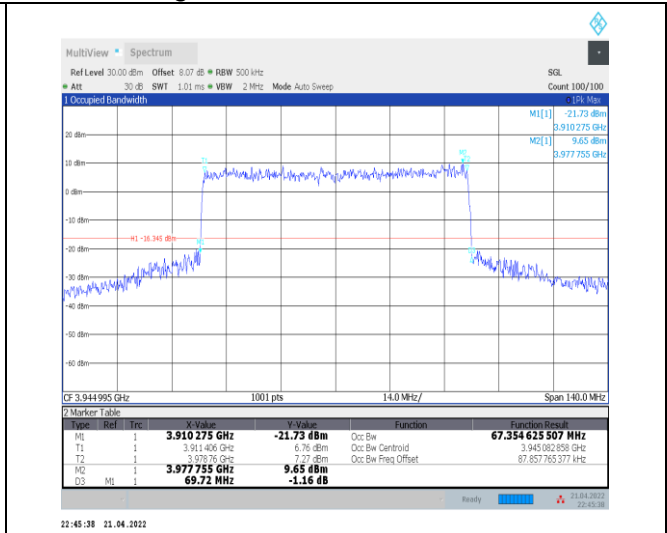 MultiView Spectrum
Ref Level 30.00 dBm Offset 8.07 dB RBW 500 kHz SGL
Att 30 dB SWT 1.01 ms VBW 2 MHz Mode Auto Sweep Count 100/100
1 Occupied Bandwidth 1Pk Max
M1[1] -21.73 dBm
3.910 275 GHz
20 dBm
M2[1] 9.65 dBm
3.977 755 GHz
10 dBm
0 dBm
-10 dBm
H1 -16.345 dBm
-20 dBm
-30 dBm
-40 dBm
-50 dBm
-60 dBm
CF 3.944 995 GHz 1001 pts 14.0 MHz/ Span 140.0 MHz
2 Marker Table
Type Ref Trc X-Value Y-Value Function Function Result
M1 1 3.910 275 GHz -21.73 dBm Occ Bw 67.354 625 507 MHz
T1 1 3.911 406 GHz 6.76 dBm Occ Bw Centroid 3.945 082 858 GHz
T2 1 3.978 76 GHz 7.27 dBm Occ Bw Freq Offset 87.857 765 377 kHz
M2 1 3.977 755 GHz 9.65 dBm
D3 M1 1 69.72 MHz -1.16 dB
Ready 21.04.2022
22:45:38
22:45:38 21.04.2022